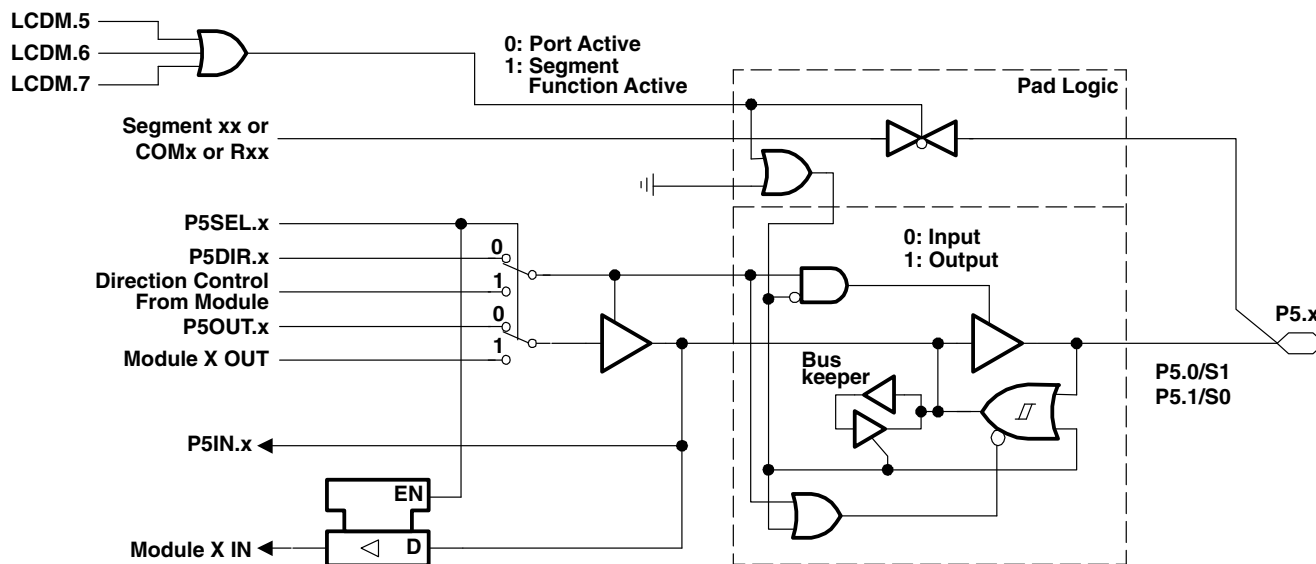 LCDM.5
LCDM.6
LCDM.7
0: Port Active
1: Segment
Function Active
Pad Logic
Segment xx or
COMx or Rxx
P5SEL.x
P5DIR.x
0
Direction Control
From Module
1
P5OUT.x
0
Module X OUT
1
0: Input
1: Output
Bus
keeper
P5.x
P5.0/S1
P5.1/S0
P5IN.x
EN
Module X IN
D